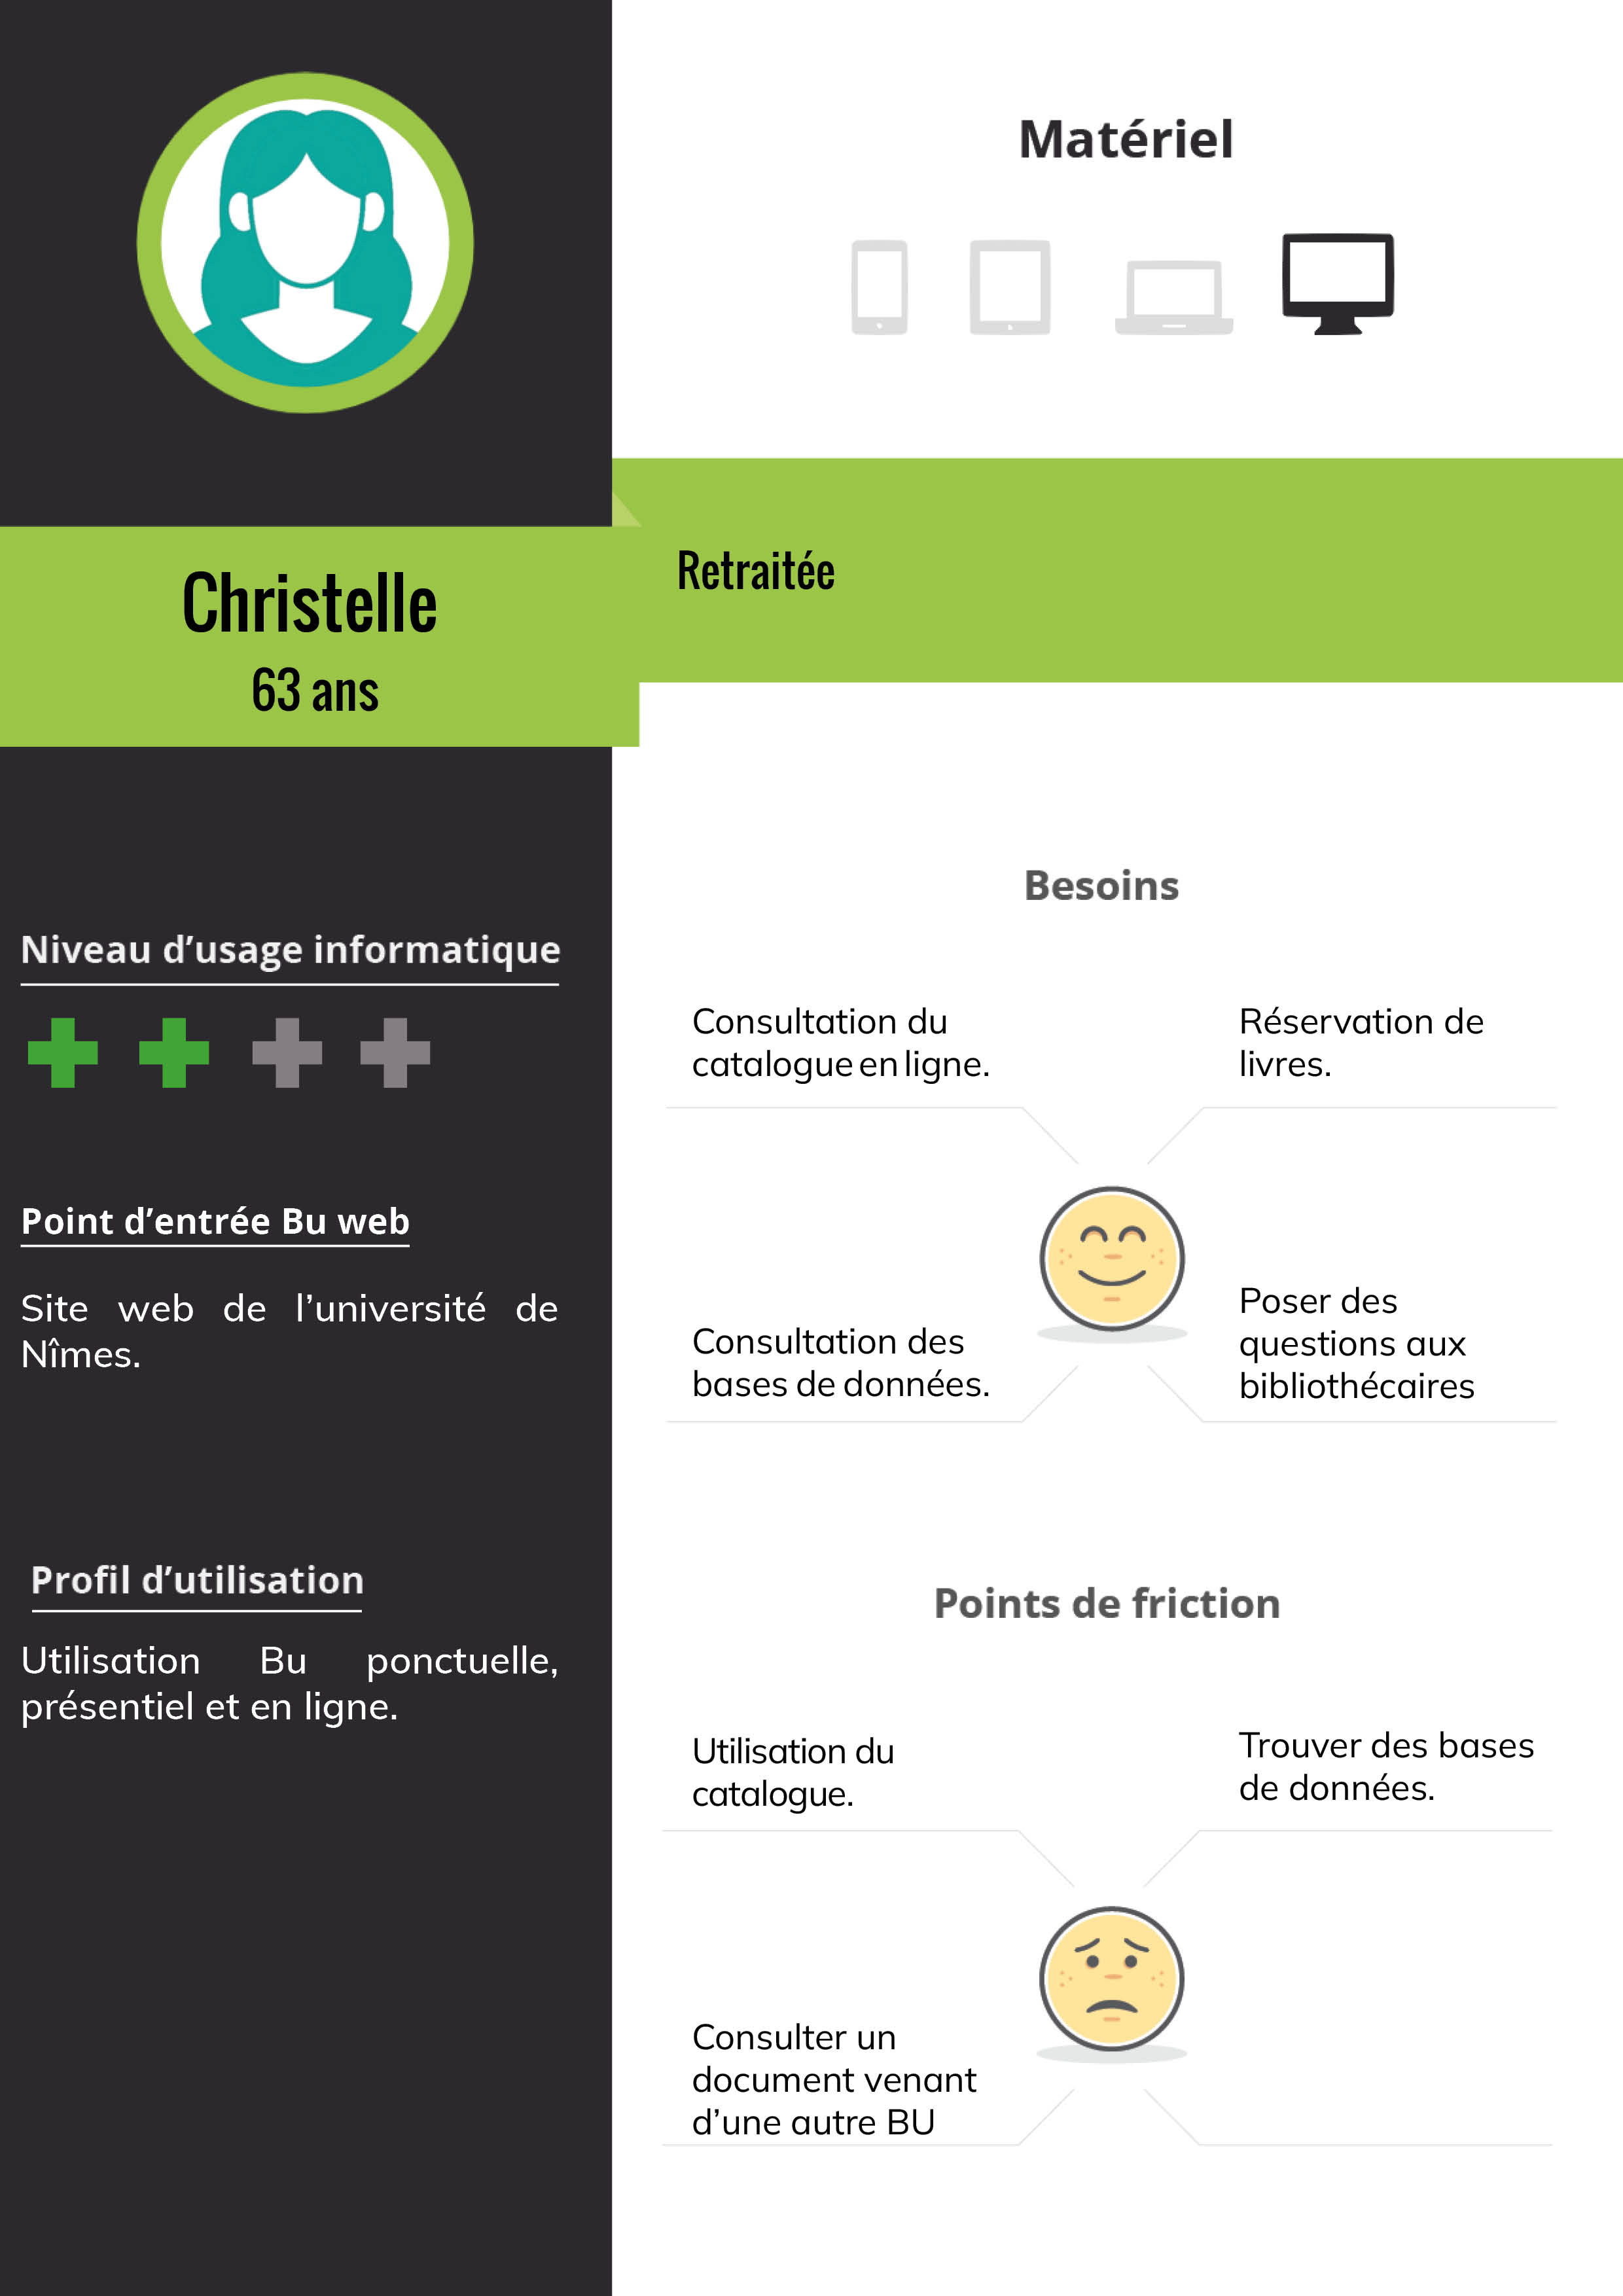 Matériel
Christelle
63 ans
Retraitée
Niveau d’usage informatique
Point d’entrée Bu web
Site web de l’université de
Nîmes.
Profil d’utilisation
Utilisation Bu ponctuelle,
présentiel et en ligne.
Besoins
Consultation du
catalogue en ligne.
Réservation de
livres.
Consultation des
bases de données.
Poser des
questions aux
bibliothécaires
Points de friction
Utilisation du
catalogue.
Trouver des bases
de données.
Consulter un
document venant
d’une autre BU